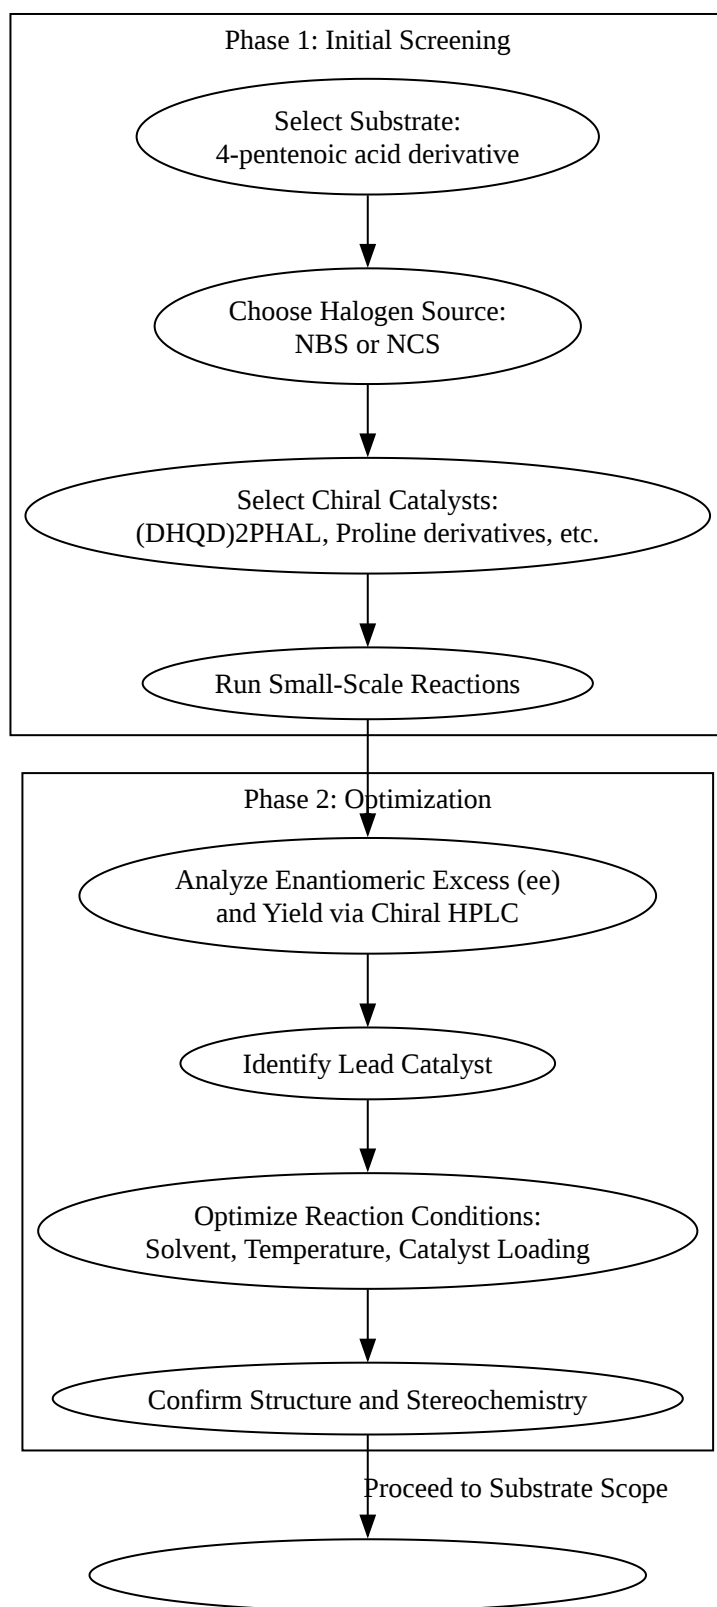 Phase 1: Initial Screening
Select Substrate:
4-pentenoic acid derivative
Choose Halogen Source:
NBS or NCS
Select Chiral Catalysts:
(DHQD)2PHAL, Proline derivatives, etc.
Run Small-Scale Reactions
Phase 2: Optimization
Analyze Enantiomeric Excess (ee)
and Yield via Chiral HPLC
Identify Lead Catalyst
Optimize Reaction Conditions:
Solvent, Temperature, Catalyst Loading
Confirm Structure and Stereochemistry
Proceed to Substrate Scope